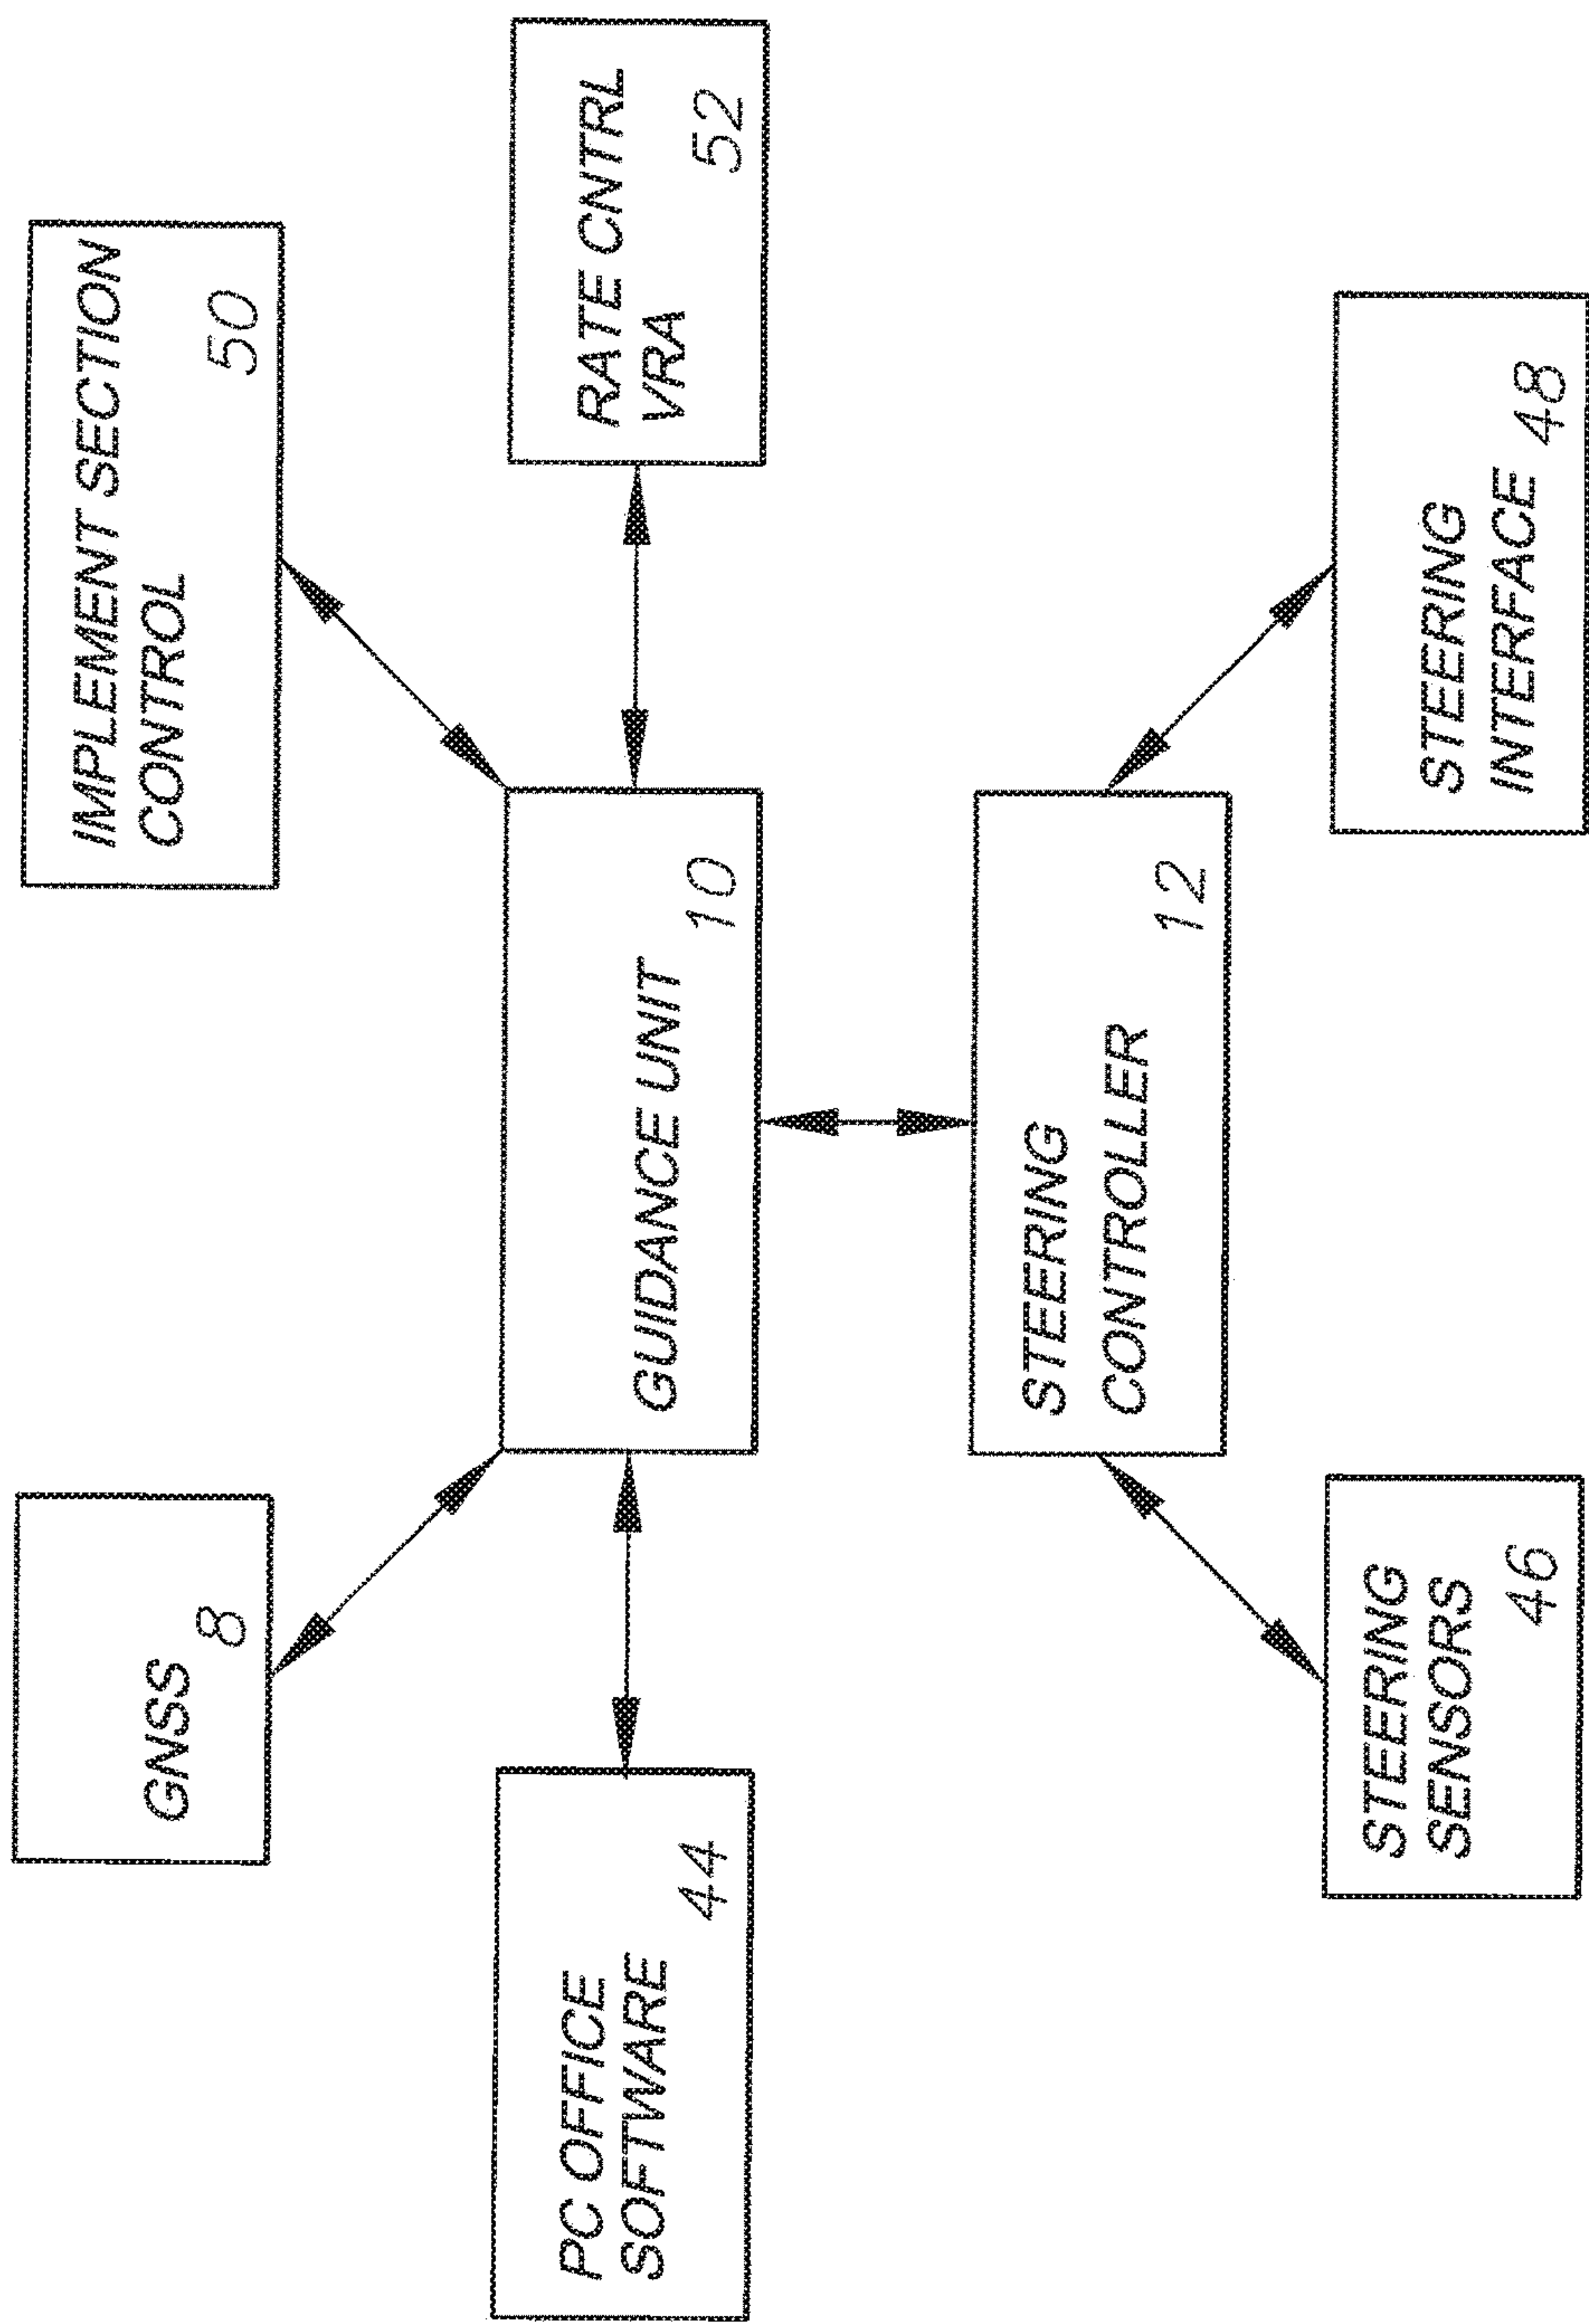 GNSS
8
IMPLEMENT SECTION
CONTROL
50
PC OFFICE
SOFTWARE
44
GUIDANCE UNIT
10
RATE CNTRL
VRA
52
STEERING
CONTROLLER
12
STEERING
SENSORS
46
STEERING
INTERFACE
48